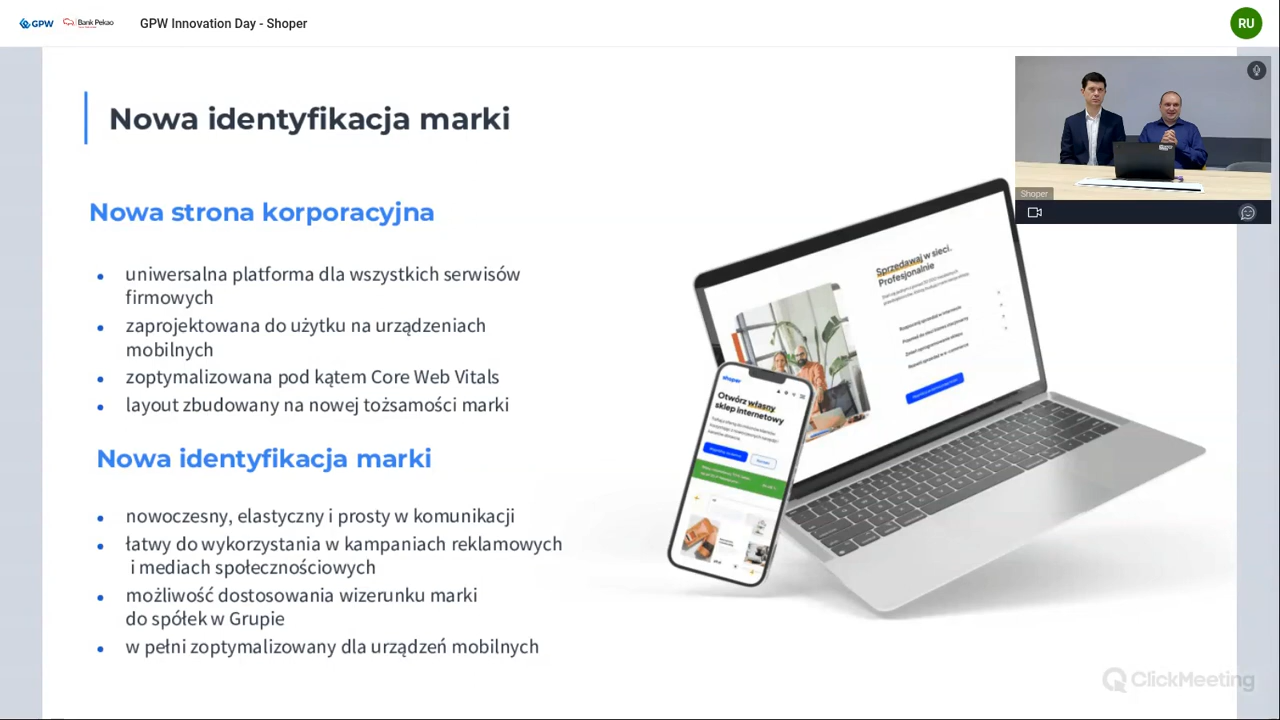 GPW Bank Pekao GPW Innovation Day - Shoper RU
Nowa identyfikacja marki
Shoper
Nowa strona korporacyjna
uniwersalna platforma dla wszystkich serwisów
firmowych
zaprojektowana do użytku na urządzeniach
mobilnych
zoptymalizowana pod kątem Core Web Vitals
layout zbudowany na nowej tożsamości marki
Nowa identyfikacja marki
nowoczesny, elastyczny i prosty w komunikacji
łatwy do wykorzystania w kampaniach reklamowych
i mediach społecznościowych
możliwość dostosowania wizerunku marki
do spółek w Grupie
w pełni zoptymalizowany dla urządzeń mobilnych
Sprzedawaj w sieci.
Profesjonalnie
shoper
Otwórz własny
sklep internetowy
ClickMeeting